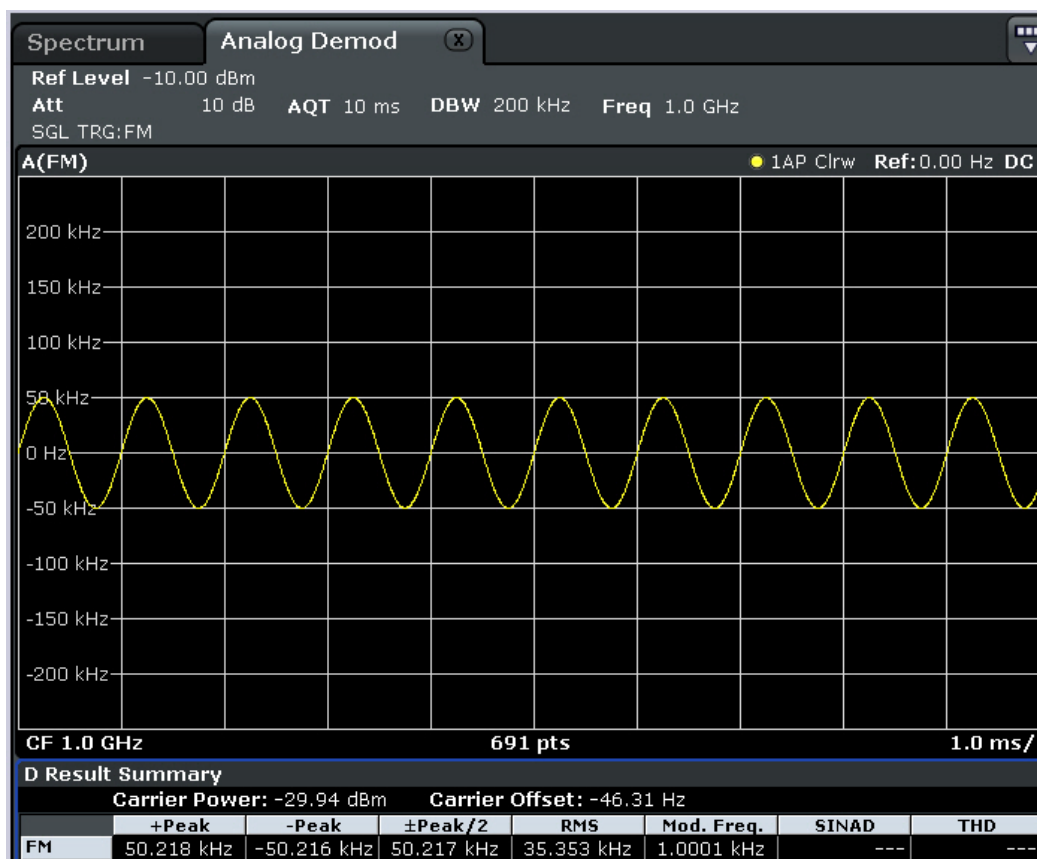 Spectrum Analog Demod X
Ref Level -10.00 dBm
Att 10 dB AQT 10 ms DBW 200 kHz Freq 1.0 GHz
SGL TRG:FM
A(FM) 1AP Clrw Ref:0.00 Hz DC
200 kHz
150 kHz
100 kHz
50 kHz
0 Hz
-50 kHz
-100 kHz
-150 kHz
-200 kHz
CF 1.0 GHz 691 pts 1.0 ms/
D Result Summary
Carrier Power: -29.94 dBm Carrier Offset: -46.31 Hz
+Peak -Peak ±Peak/2 RMS Mod. Freq. SINAD THD
FM 50.218 kHz -50.216 kHz 50.217 kHz 35.353 kHz 1.0001 kHz --- ---